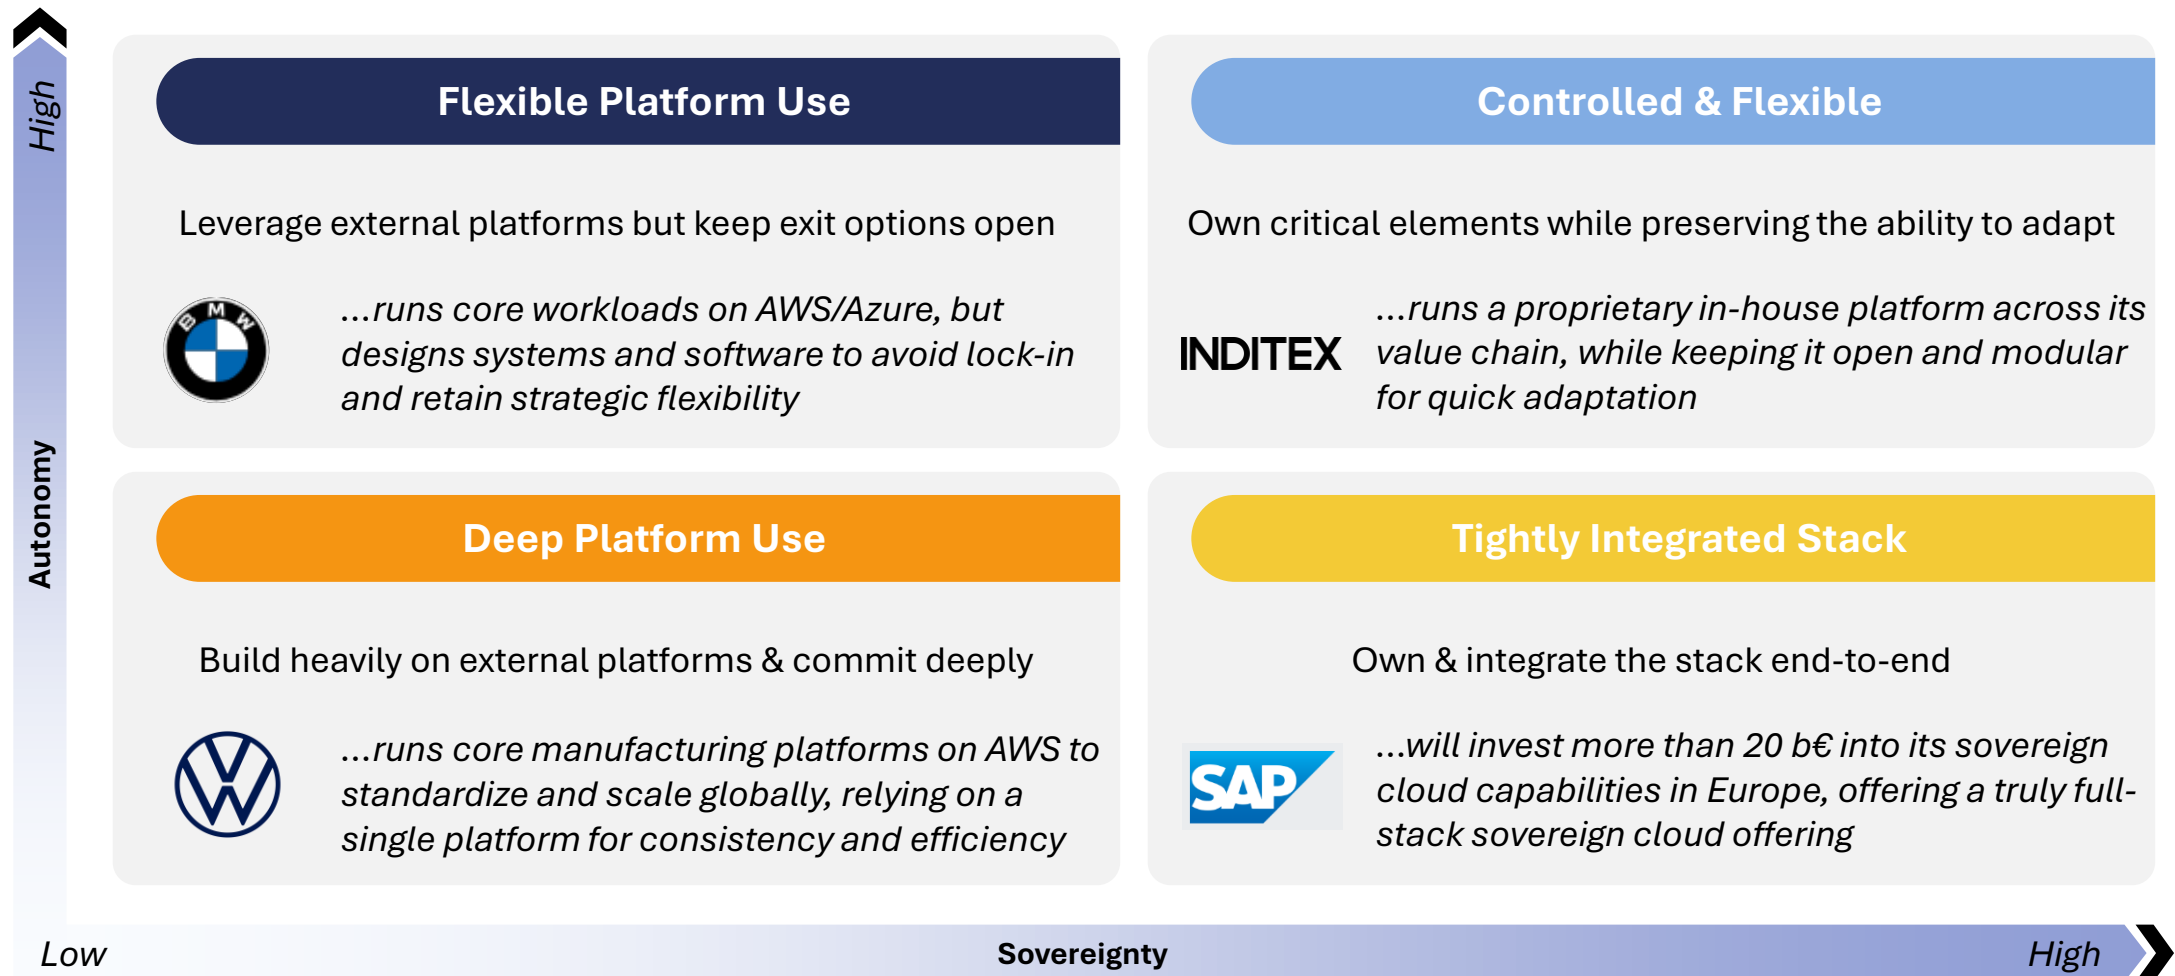 High
Autonomy
Flexible Platform Use
Leverage external platforms but keep exit options open
BMW
...runs core workloads on AWS/Azure, but
designs systems and software to avoid lock-in
and retain strategic flexibility
Controlled & Flexible
Own critical elements while preserving the ability to adapt
INDITEX
...runs a proprietary in-house platform across its
value chain, while keeping it open and modular
for quick adaptation
Deep Platform Use
Build heavily on external platforms & commit deeply
VW
...runs core manufacturing platforms on AWS to
standardize and scale globally, relying on a
single platform for consistency and efficiency
Tightly Integrated Stack
Own & integrate the stack end-to-end
SAP
...will invest more than 20 b€ into its sovereign
cloud capabilities in Europe, offering a truly full-
stack sovereign cloud offering
Low
Sovereignty
High